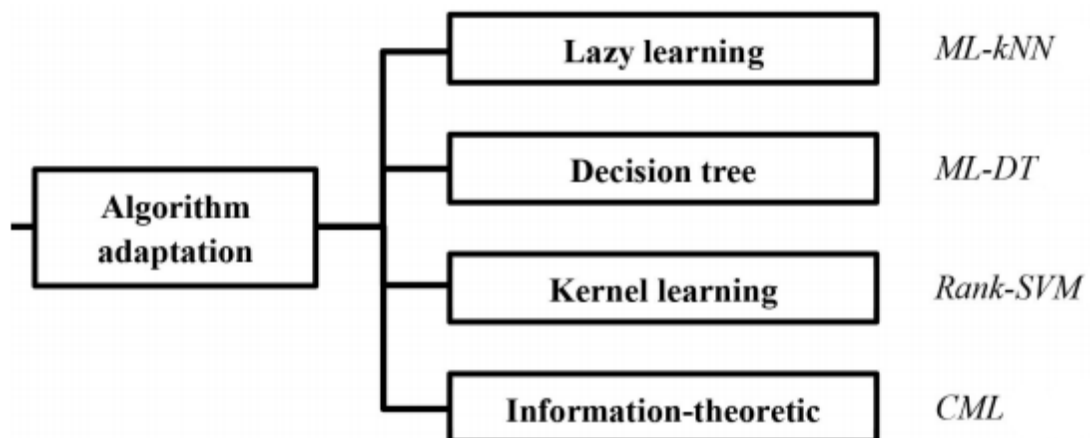 Lazy learning ML-kNN
Decision tree ML-DT
Algorithm
adaptation
Kernel learning Rank-SVM
Information-theoretic CML